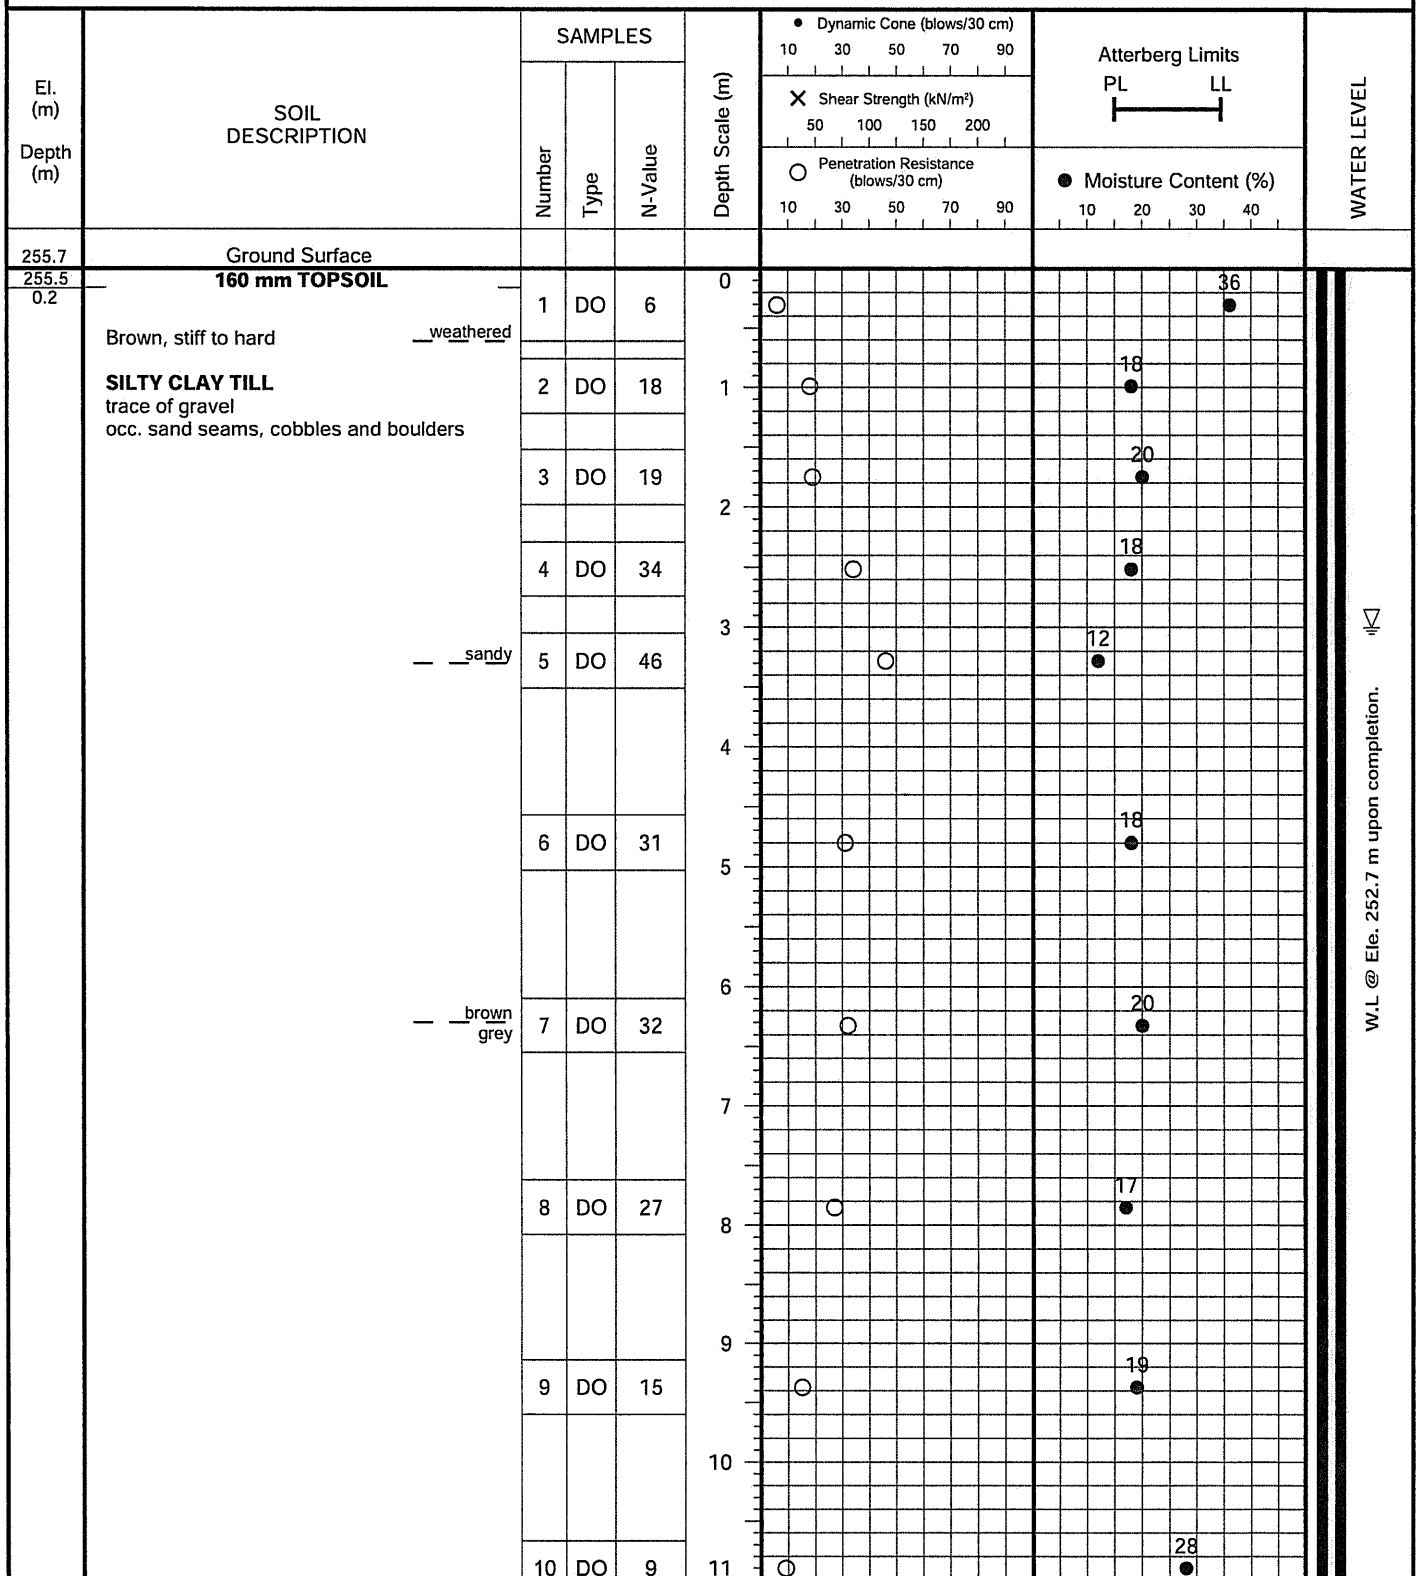 El.
(m)
Depth
(m)
SOIL
DESCRIPTION
SAMPLES
Number
Type
N-Value
Depth Scale (m)
● Dynamic Cone (blows/30 cm)
10 30 50 70 90
X Shear Strength (kN/m²)
50 100 150 200
○ Penetration Resistance
(blows/30 cm)
10 30 50 70 90
Atterberg Limits
PL LL
● Moisture Content (%)
10 20 30 40
WATER LEVEL
255.7 Ground Surface
255.5 160 mm TOPSOIL
0.2
0
36
1 DO 6
Brown, stiff to hard weathered
SILTY CLAY TILL
trace of gravel
occ. sand seams, cobbles and boulders
18
2 DO 18 1
20
3 DO 19
2
18
4 DO 34
3
12
sandy 5 DO 46
4
18
6 DO 31
5
6
20
brown
grey
7 DO 32
7
17
8 DO 27
8
9
19
9 DO 15
10
28
10 DO 9 11
W.L @ Ele. 252.7 m upon completion.